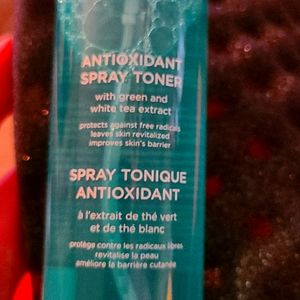 ANTIOXIDANT
SPRAY TONER
with green and
white tea extract
protects against free radicals
leaves skin revitalized
improves skin's barrier
SPRAY TONIQUE
ANTIOXIDANT
à l'extrait de thé vert
et de thé blanc
protège contre les radicaux libres
revitalise la peau
améliore la barrière cutanée